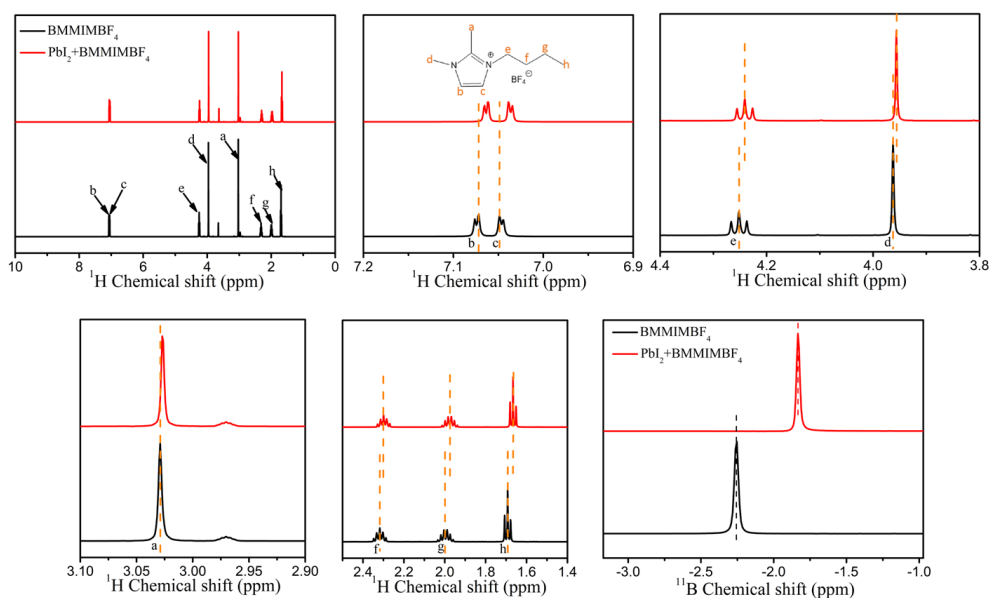 BMMIMBF₄
PbI₂+BMMIMBF₄
a
d
h
e
b
c
f
g
10
8
6
4
2
0
¹H Chemical shift (ppm)
a
d
N
⊕
N
e
g
f
h
BF₄⊖
b
c
b
c
7.2
7.1
7.0
6.9
¹H Chemical shift (ppm)
e
d
4.4
4.2
4.0
3.8
¹H Chemical shift (ppm)
a
3.10
3.05
3.00
2.95
2.90
¹H Chemical shift (ppm)
f
g
h
2.4
2.2
2.0
1.8
1.6
1.4
¹H Chemical shift (ppm)
BMMIMBF₄
PbI₂+BMMIMBF₄
-3.0
-2.5
-2.0
-1.5
-1.0
¹¹B Chemical shift (ppm)